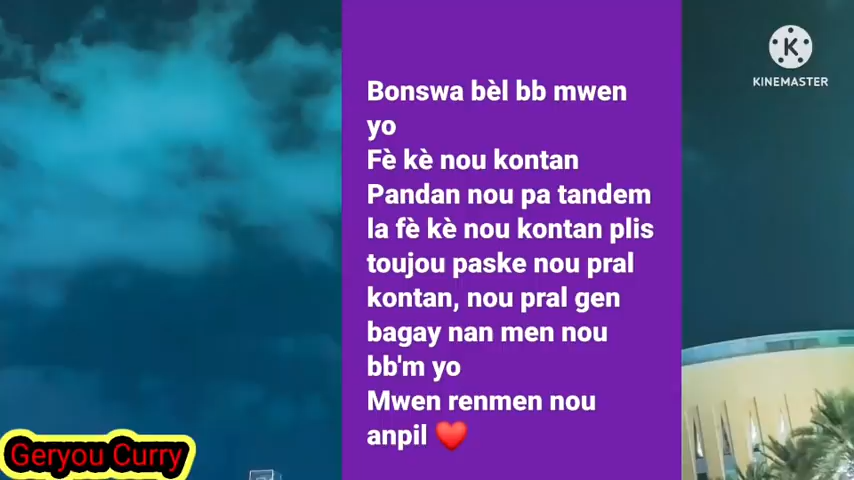 Bonswa bèl bb mwen
yo
Fè kè nou kontan
Pandan nou pa tandem
la fè kè nou kontan plis
toujou paske nou pral
kontan, nou pral gen
bagay nan men nou
bb'm yo
Mwen renmen nou
anpil ❤️
K
KINEMASTER
Geryou Curry